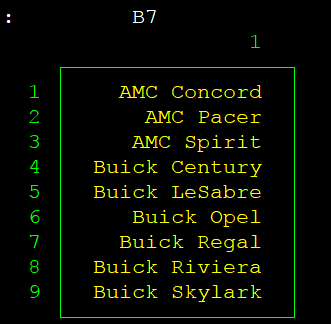 : B7
1
1 AMC Concord
2 AMC Pacer
3 AMC Spirit
4 Buick Century
5 Buick LeSabre
6 Buick Opel
7 Buick Regal
8 Buick Riviera
9 Buick Skylark